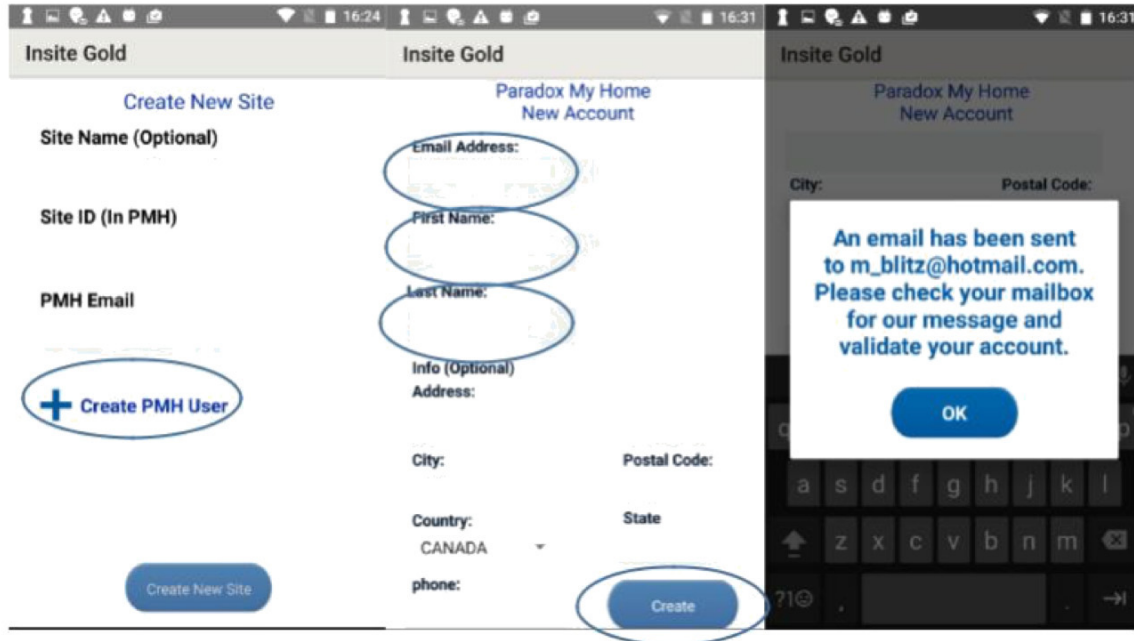 16:24
Insite Gold
Create New Site
Site Name (Optional)
Site ID (In PMH)
PMH Email
Create PMH User
Create New Site
16:31
Insite Gold
Paradox My Home
New Account
Email Address:
First Name:
Last Name:
Info (Optional)
Address:
City:
Postal Code:
Country:
State
CANADA
phone:
Create
16:31
Insite Gold
Paradox My Home
New Account
City:
Postal Code:
An email has been sent
to m_blitz@hotmail.com.
Please check your mailbox
for our message and
validate your account.
OK
q p
a s d f g h j k l
z x c v b n m
?1☺ , .